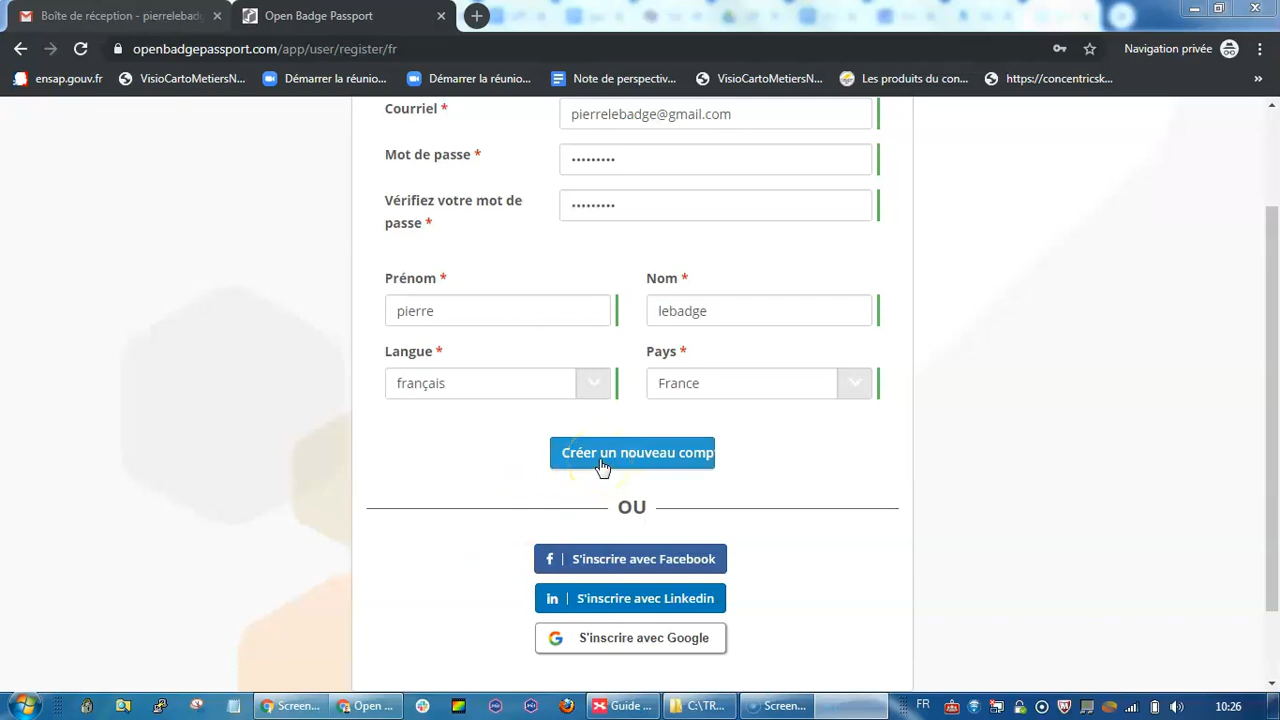 Boîte de réception - pierrelebadg
Open Badge Passport
openbadgepassport.com/app/user/register/fr
Navigation privée
ensap.gouv.fr
VisioCartoMetiersN...
Démarrer la réunio...
Démarrer la réunio...
Note de perspectiv...
VisioCartoMetiersN...
Les produits du con...
https://concentricsk...
»
Courriel *
pierrelebadge@gmail.com
Mot de passe *
•••••••••
Vérifiez votre mot de
passe *
•••••••••
Prénom *
Nom *
pierre
lebadge
Langue *
Pays *
français
France
Créer un nouveau comp
OU
S'inscrire avec Facebook
S'inscrire avec Linkedin
S'inscrire avec Google
Screen...
Open ...
Guide ...
C:\TR...
Screen...
FR
10:26